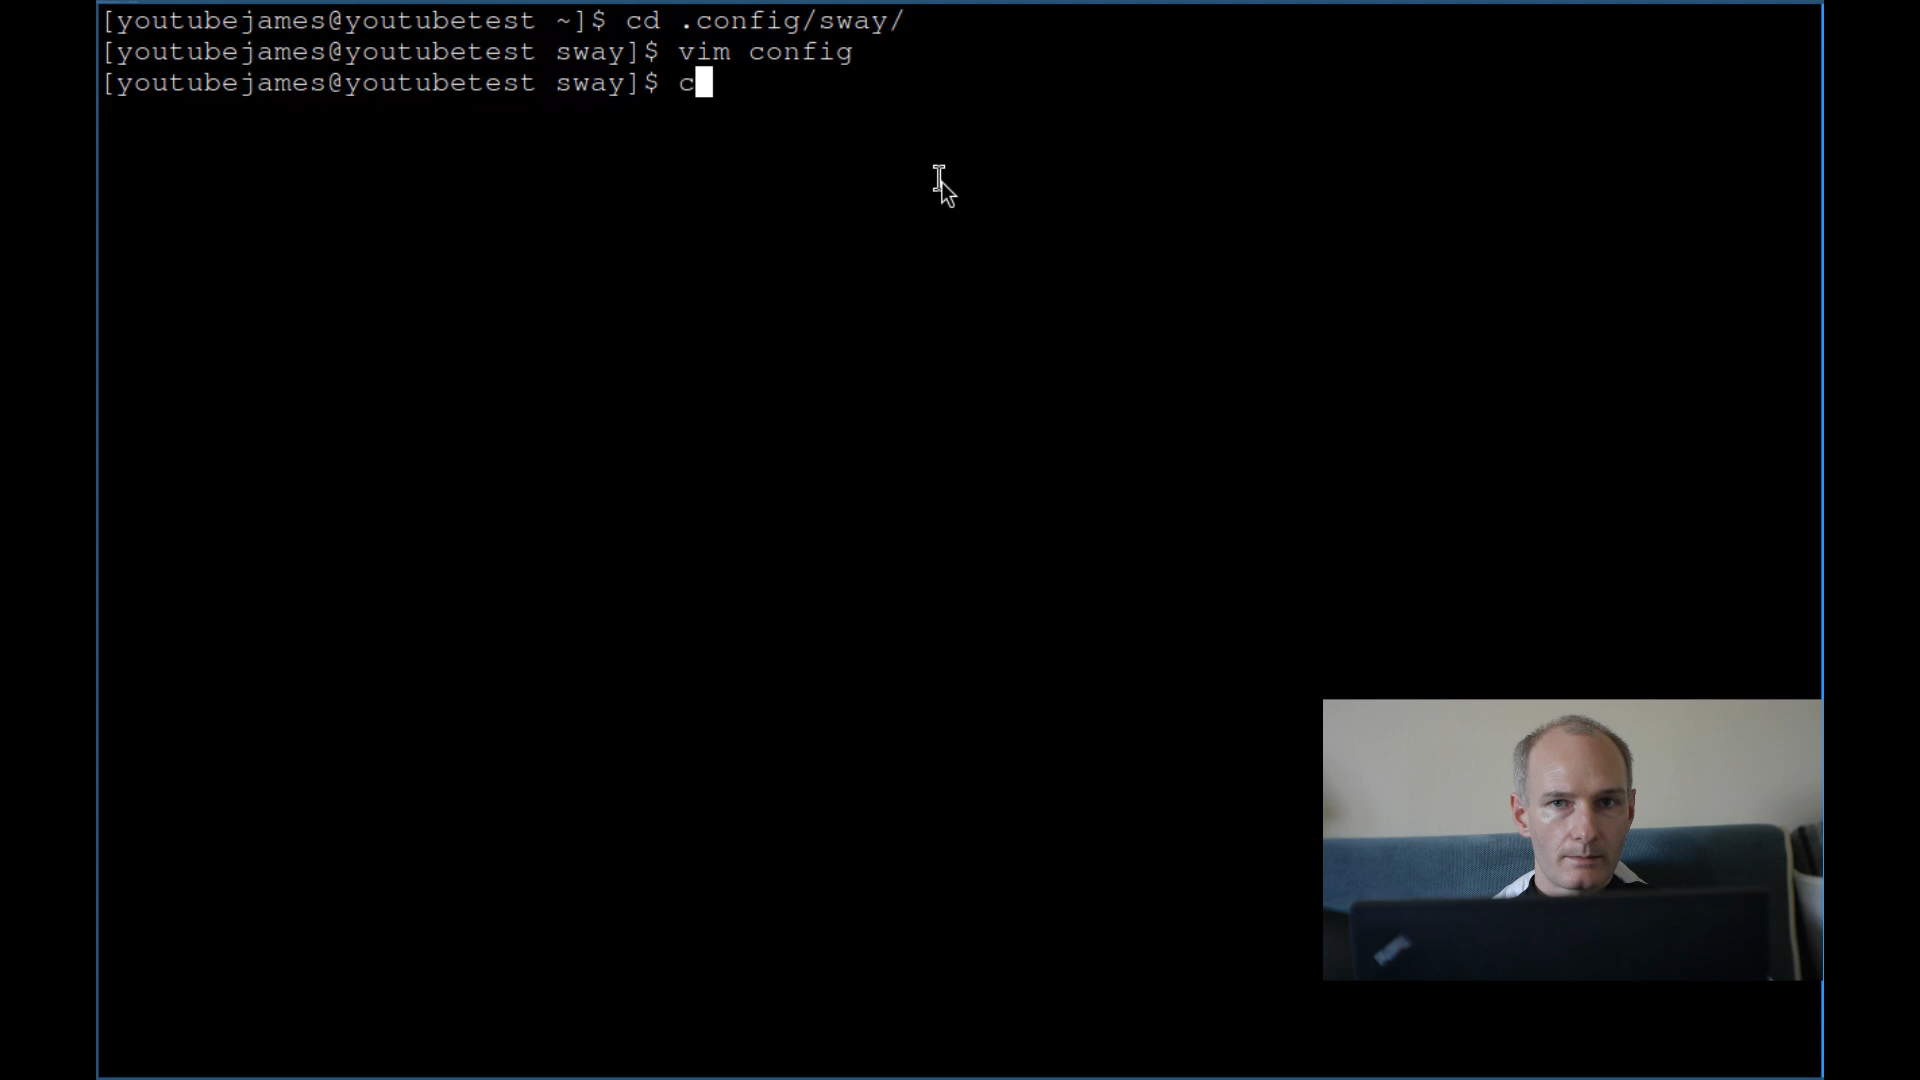 [youtubejames@youtubetest ~]$ cd .config/sway/
[youtubejames@youtubetest sway]$ vim config
[youtubejames@youtubetest sway]$ c